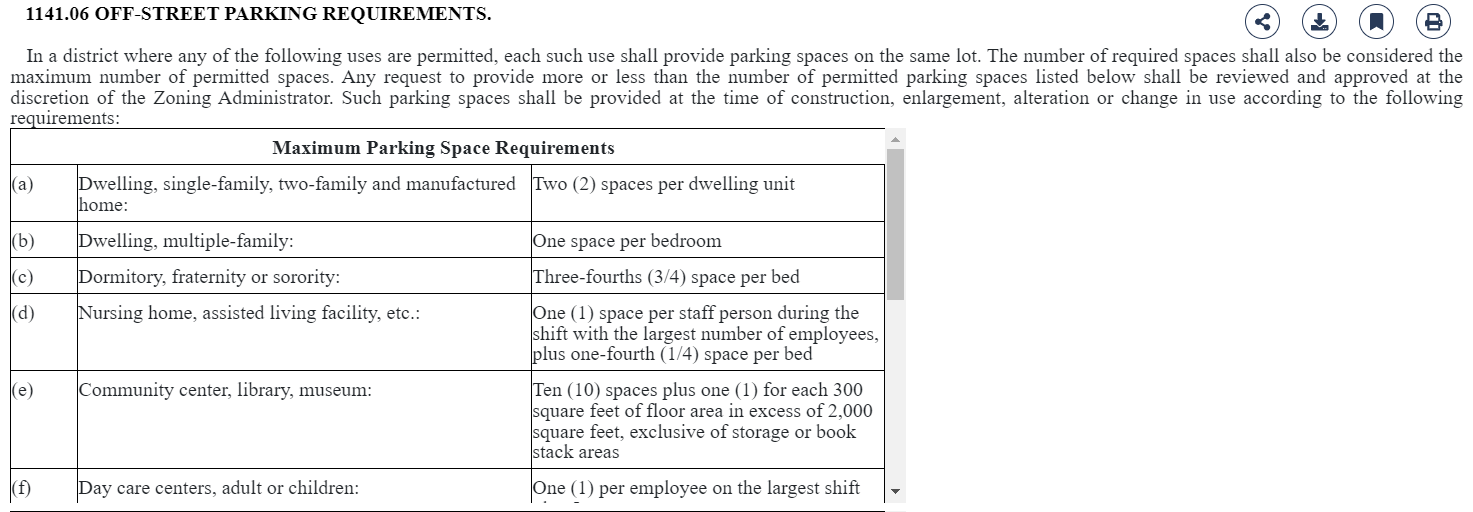 1141.06 OFF-STREET PARKING REQUIREMENTS.
In a district where any of the following uses are permitted, each such use shall provide parking spaces on the same lot. The number of required spaces shall also be considered the
maximum number of permitted spaces. Any request to provide more or less than the number of permitted parking spaces listed below shall be reviewed and approved at the
discretion of the Zoning Administrator. Such parking spaces shall be provided at the time of construction, enlargement, alteration or change in use according to the following
requirements:
Maximum Parking Space Requirements
(a) Dwelling, single-family, two-family and manufactured Two (2) spaces per dwelling unit
home:
(b) Dwelling, multiple-family: One space per bedroom
(c) Dormitory, fraternity or sorority: Three-fourths (3/4) space per bed
(d) Nursing home, assisted living facility, etc.: One (1) space per staff person during the
shift with the largest number of employees,
plus one-fourth (1/4) space per bed
(e) Community center, library, museum: Ten (10) spaces plus one (1) for each 300
square feet of floor area in excess of 2,000
square feet, exclusive of storage or book
stack areas
(f) Day care centers, adult or children: One (1) per employee on the largest shift